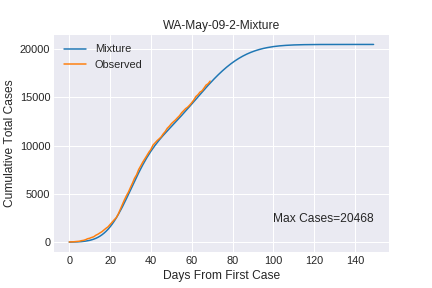 WA-May-09-2-Mixture
Mixture
Observed
Cumulative Total Cases
20000
15000
10000
5000
0
Max Cases=20468
0 20 40 60 80 100 120 140
Days From First Case